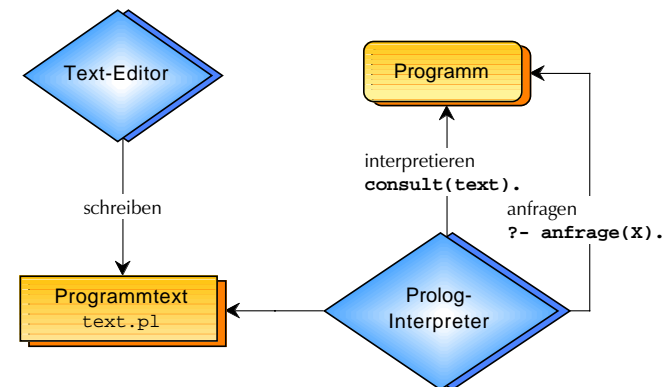 Text-Editor
Programm
interpretieren
consult(text).
schreiben
anfragen
?- anfrage(X).
Programmtext
text.pl
Prolog-
Interpreter